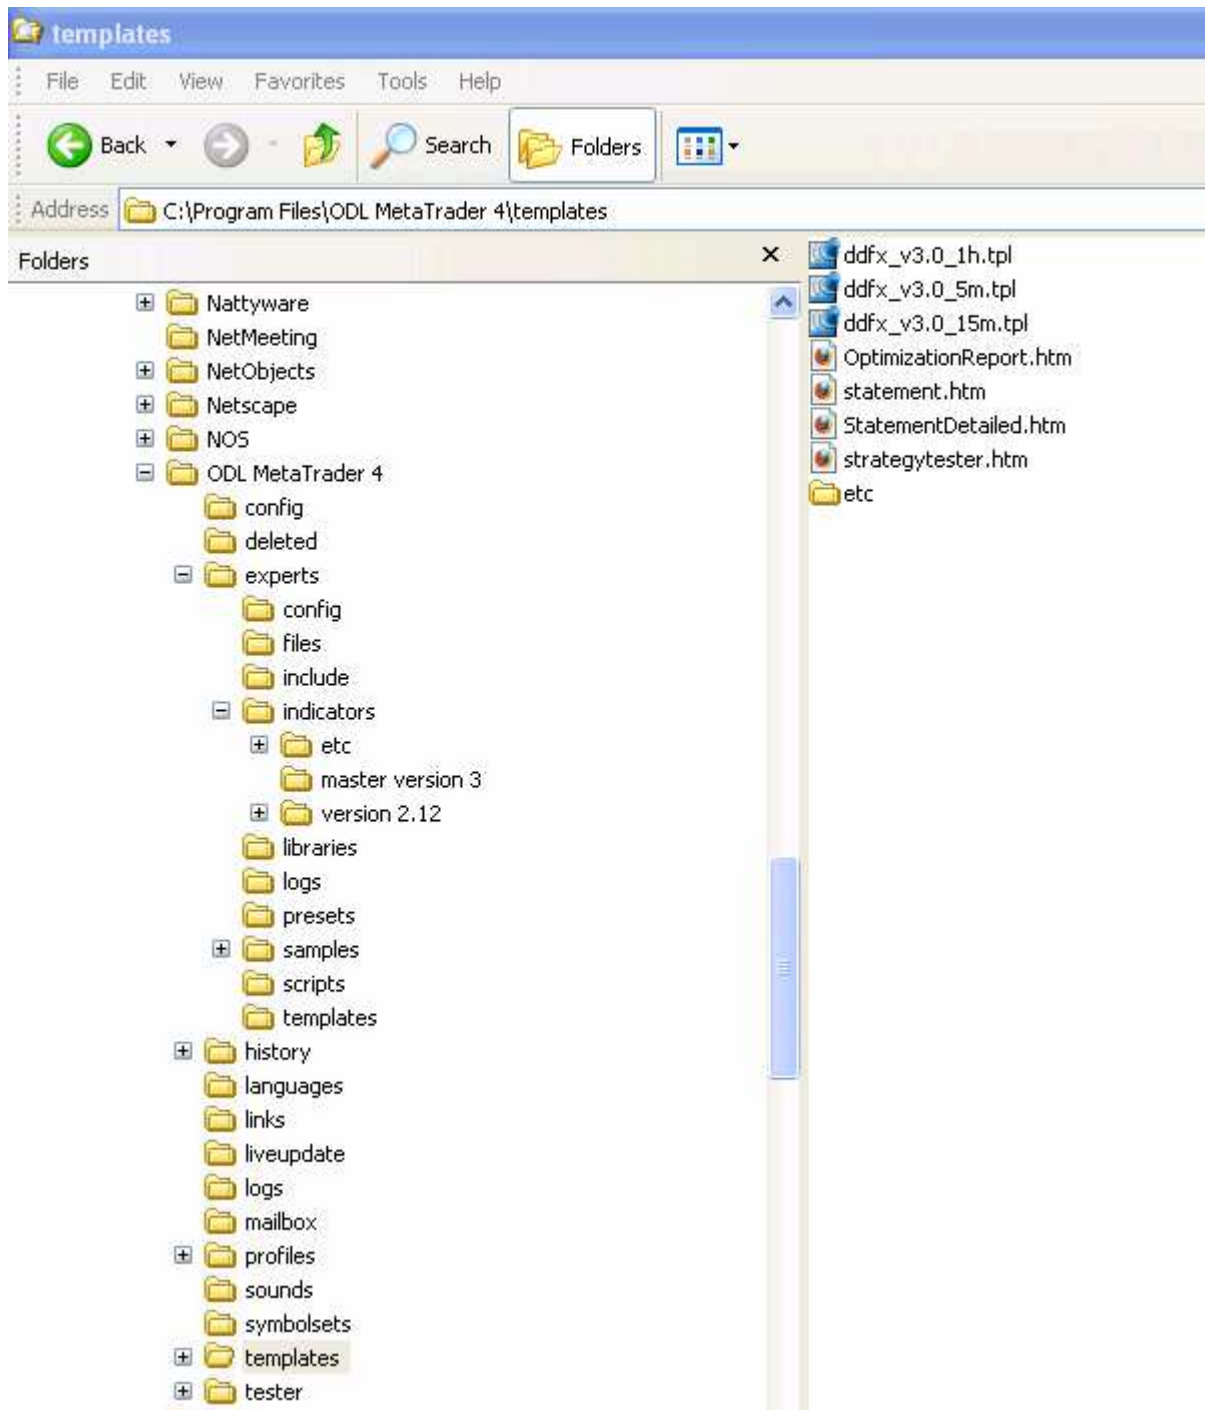 templates
File Edit View Favorites Tools Help
Back Search Folders
Address C:\Program Files\ODL MetaTrader 4\templates
Folders
Nattyware
NetMeeting
NetObjects
Netscape
NOS
ODL MetaTrader 4
config
deleted
experts
config
files
include
indicators
etc
master version 3
version 2.12
libraries
logs
presets
samples
scripts
templates
history
languages
links
liveupdate
logs
mailbox
profiles
sounds
symbolsets
templates
tester
ddfx_v3.0_1h.tpl
ddfx_v3.0_5m.tpl
ddfx_v3.0_15m.tpl
OptimizationReport.htm
statement.htm
StatementDetailed.htm
strategytester.htm
etc